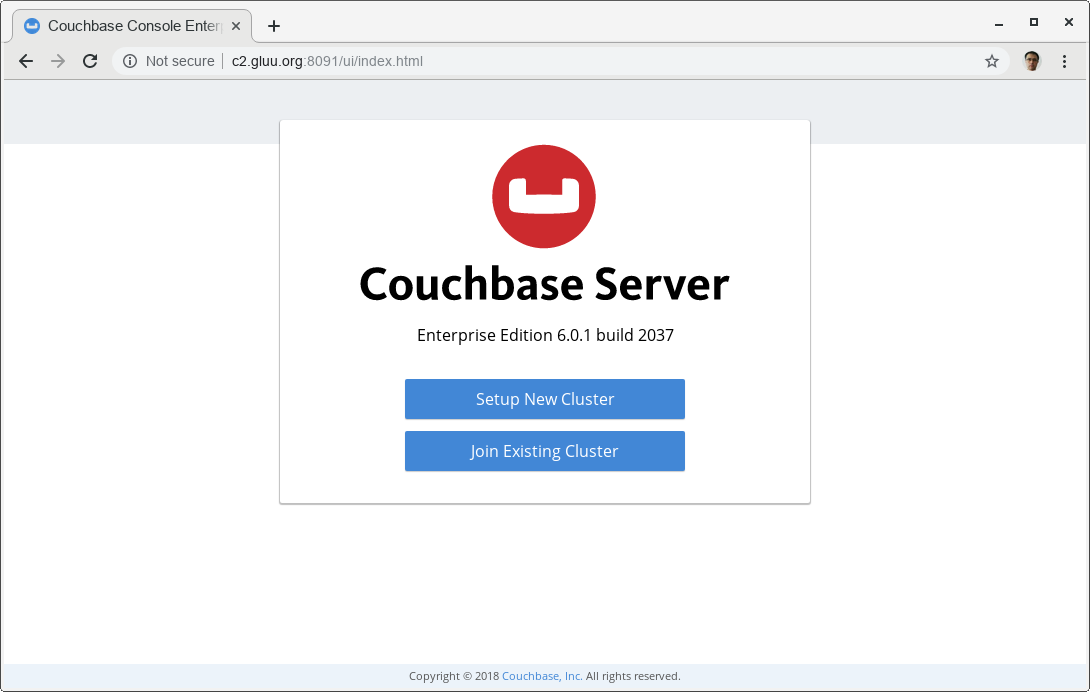 Couchbase Console Enter
Not secure | c2.gluu.org:8091/ui/index.html
Couchbase Server
Enterprise Edition 6.0.1 build 2037
Setup New Cluster
Join Existing Cluster
Copyright © 2018 Couchbase, Inc. All rights reserved.